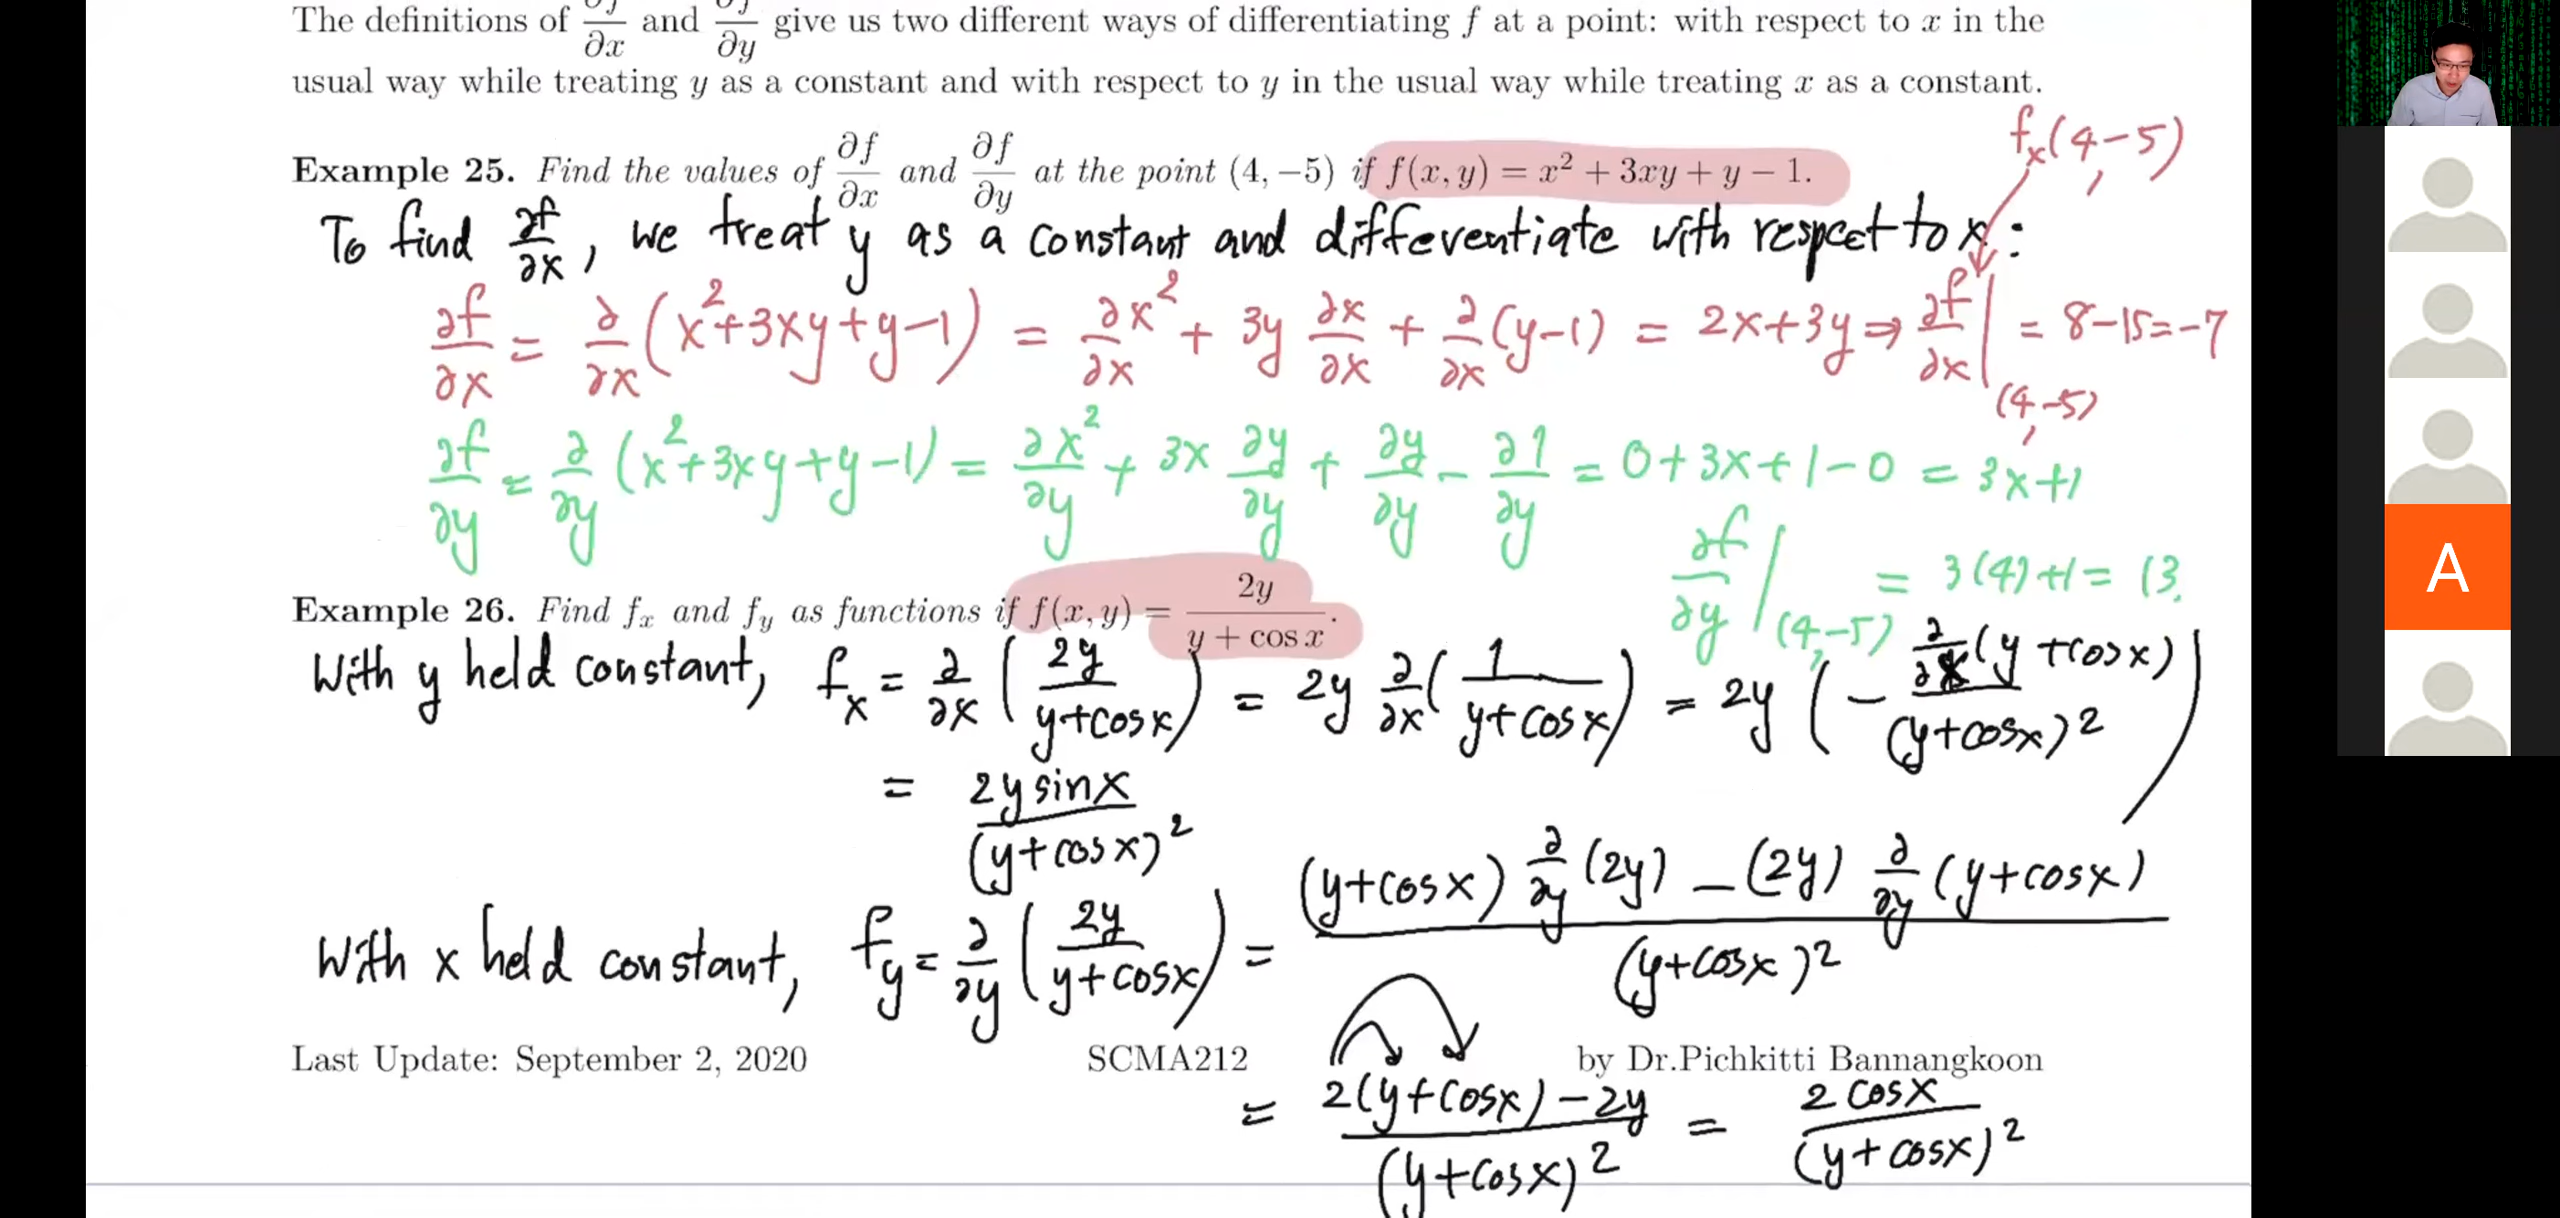 The definitions of ∂f/∂x and ∂f/∂y give us two different ways of differentiating f at a point: with respect to x in the
usual way while treating y as a constant and with respect to y in the usual way while treating x as a constant.
f_x(4,-5)
Example 25. Find the values of ∂f/∂x and ∂f/∂y at the point (4, −5) if f(x, y) = x² + 3xy + y − 1.
To find ∂f/∂x, we treat y as a constant and differentiate with respect to x:
∂f/∂x = ∂/∂x (x²+3xy+y-1) = ∂x²/∂x + 3y ∂x/∂x + ∂/∂x (y-1) = 2x+3y ⇒ ∂f/∂x |(4,-5) = 8-15=-7
∂f/∂y = ∂/∂y (x²+3xy+y-1) = ∂x²/∂y + 3x ∂y/∂y + ∂y/∂y - ∂1/∂y = 0+3x+1-0 = 3x+1
∂f/∂y |(4,-5) = 3(4)+1= 13.
Example 26. Find f_x and f_y as functions if f(x, y) = 2y/(y + cos x).
With y held constant, f_x = ∂/∂x (2y/(y+cosx)) = 2y ∂/∂x (1/(y+cosx)) = 2y (- ∂/∂x (y+cosx)/(y+cosx)²)
= 2y sinx/(y+cosx)²
With x held constant, f_y = ∂/∂y (2y/(y+cosx)) = ((y+cosx) ∂/∂y (2y) - (2y) ∂/∂y (y+cosx))/(y+cosx)²
Last Update: September 2, 2020 SCMA212 by Dr.Pichkitti Bannangkoon
= (2(y+cosx)-2y)/(y+cosx)² = 2cosx/(y+cosx)²
A